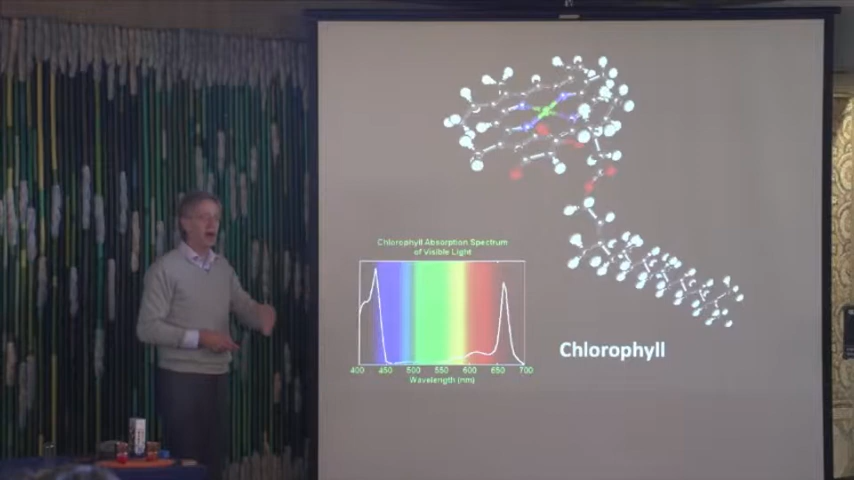 Chlorophyll Absorption Spectrum
of Visible Light
400 450 500 550 600 650 700
Wavelength (nm)
Chlorophyll